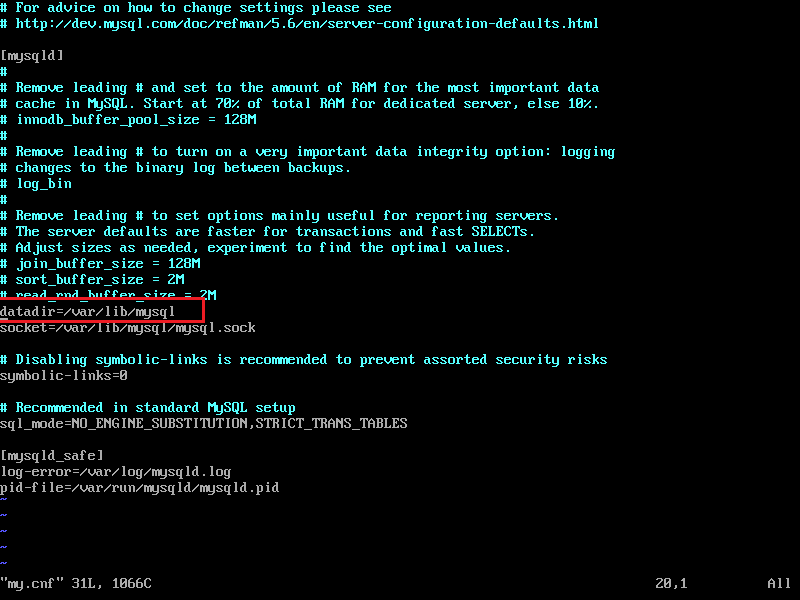 # For advice on how to change settings please see
# http://dev.mysql.com/doc/refman/5.6/en/server-configuration-defaults.html
[mysqld]
#
# Remove leading # and set to the amount of RAM for the most important data
# cache in MySQL. Start at 70% of total RAM for dedicated server, else 10%.
# innodb_buffer_pool_size = 128M
#
# Remove leading # to turn on a very important data integrity option: logging
# changes to the binary log between backups.
# log_bin
#
# Remove leading # to set options mainly useful for reporting servers.
# The server defaults are faster for transactions and fast SELECTs.
# Adjust sizes as needed, experiment to find the optimal values.
# join_buffer_size = 128M
# sort_buffer_size = 2M
# read_rnd_buffer_size = 2M
datadir=/var/lib/mysql
socket=/var/lib/mysql/mysql.sock
# Disabling symbolic-links is recommended to prevent assorted security risks
symbolic-links=0
# Recommended in standard MySQL setup
sql_mode=NO_ENGINE_SUBSTITUTION,STRICT_TRANS_TABLES
[mysqld_safe]
log-error=/var/log/mysqld.log
pid-file=/var/run/mysqld/mysqld.pid
~
~
~
~
~
"my.cnf" 31L, 1066C 20,1 All